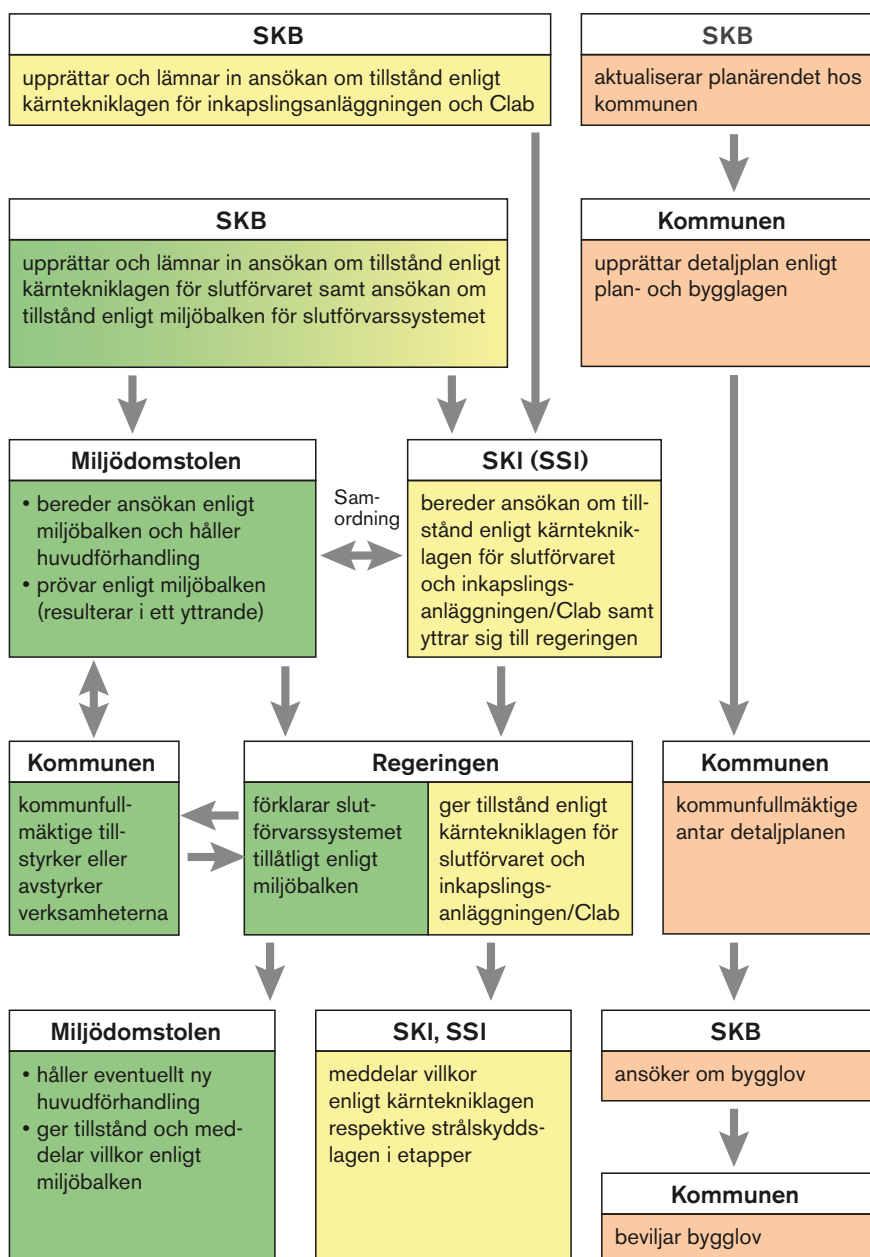 SKB
upprättar och lämnar in ansökan om tillstånd enligt
kärntekniklagen för inkapslingsanläggningen och Clab
SKB
aktualiserar planärendet hos
kommunen
SKB
upprättar och lämnar in ansökan om tillstånd enligt
kärntekniklagen för slutförvaret samt ansökan om
tillstånd enligt miljöbalken för slutförvarssystemet
Kommunen
upprättar detaljplan enligt
plan- och bygglagen
Miljödomstolen
• bereder ansökan enligt
miljöbalken och håller
huvudförhandling
• prövar enligt miljöbalken
(resulterar i ett yttrande)
Sam-
ordning
SKI (SSI)
bereder ansökan om till-
stånd enligt kärnteknik-
lagen för slutförvaret
och inkapslings-
anläggningen/Clab samt
yttrar sig till regeringen
Kommunen
kommunfull-
mäktige till-
styrker eller
avstyrker
verksamheterna
Regeringen
förklarar slut-
förvarssystemet
tillåtligt enligt
miljöbalken
ger tillstånd enligt
kärntekniklagen för
slutförvaret och
inkapslings-
anläggningen/Clab
Kommunen
kommunfullmäktige
antar detaljplanen
Miljödomstolen
• håller eventuellt ny
huvudförhandling
• ger tillstånd och med-
delar villkor enligt
miljöbalken
SKI, SSI
meddelar villkor
enligt kärntekniklagen
respektive strålskydds-
lagen i etapper
SKB
ansöker om bygglov
Kommunen
beviljar bygglov